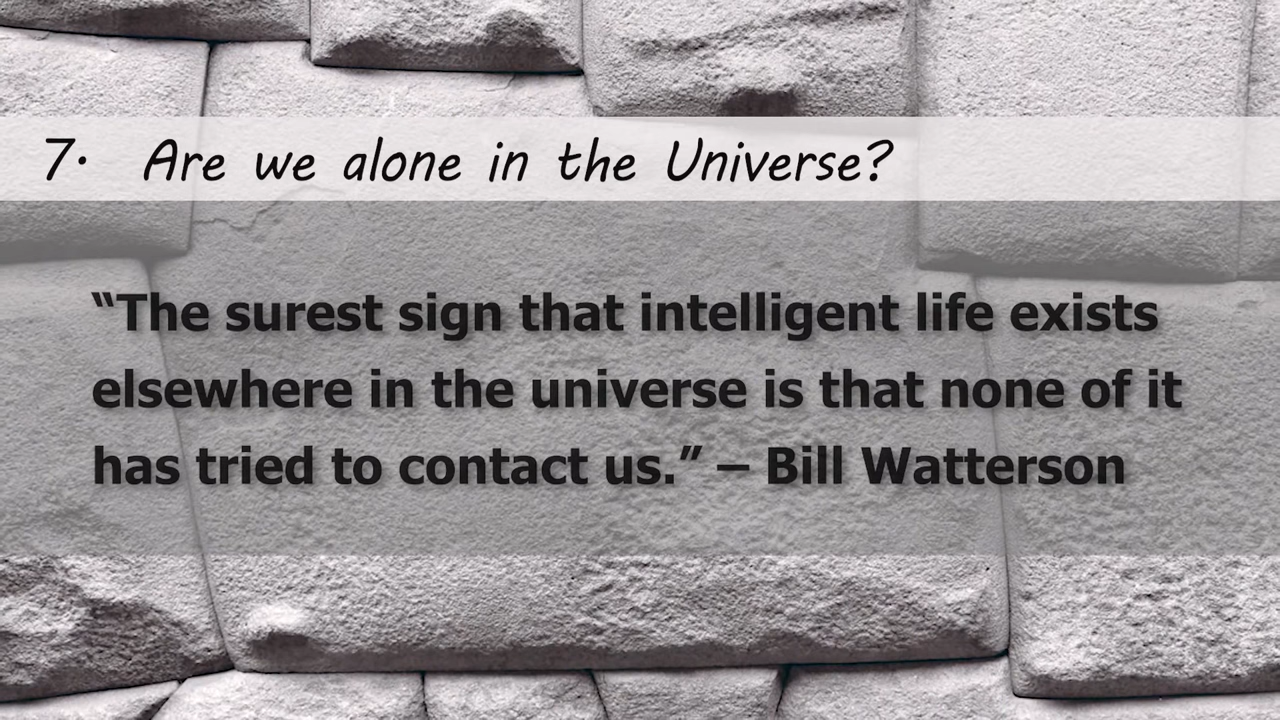 7. Are we alone in the Universe?
“The surest sign that intelligent life exists
elsewhere in the universe is that none of it
has tried to contact us.” – Bill Watterson